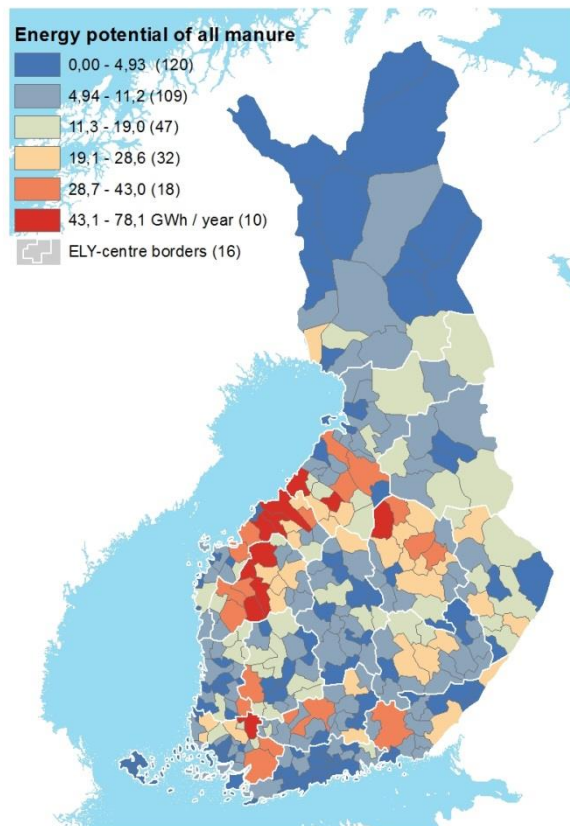 Energy potential of all manure
0,00 - 4,93 (120)
4,94 - 11,2 (109)
11,3 - 19,0 (47)
19,1 - 28,6 (32)
28,7 - 43,0 (18)
43,1 - 78,1 GWh / year (10)
ELY-centre borders (16)